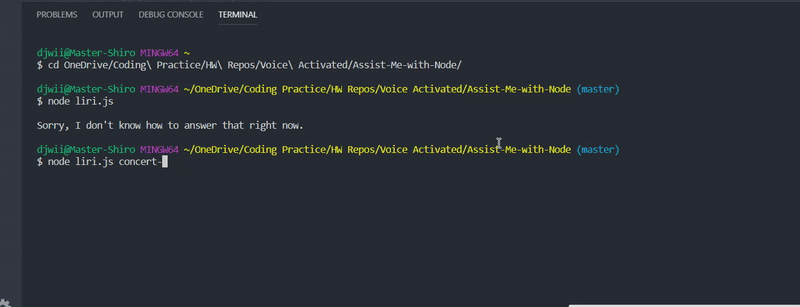 PROBLEMS OUTPUT DEBUG CONSOLE TERMINAL
djwii@Master-Shiro MINGW64 ~
$ cd OneDrive/Coding\ Practice/HW\ Repos/Voice\ Activated/Assist-Me-with-Node/
djwii@Master-Shiro MINGW64 ~/OneDrive/Coding Practice/HW Repos/Voice Activated/Assist-Me-with-Node (master)
$ node liri.js
Sorry, I don't know how to answer that right now.
djwii@Master-Shiro MINGW64 ~/OneDrive/Coding Practice/HW Repos/Voice Activated/Assist-Me-with-Node (master)
$ node liri.js concert-